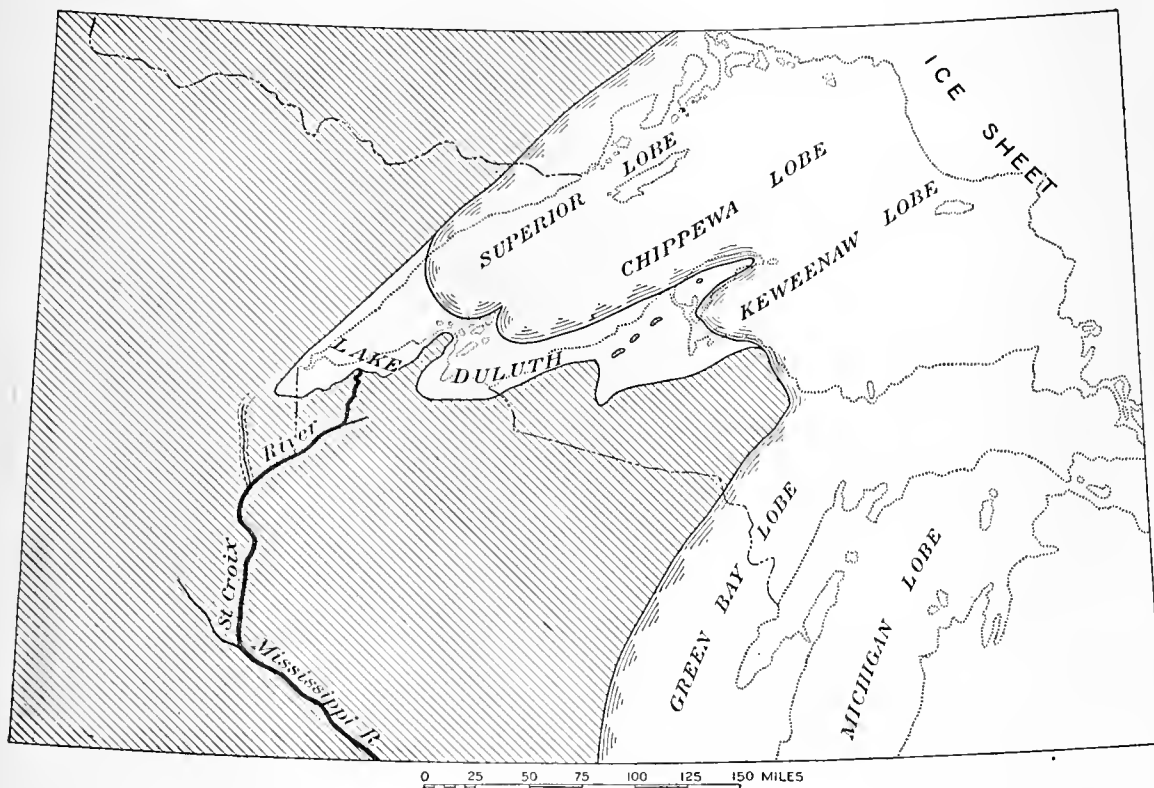 ICE SHEET
SUPERIOR LOBE
CHIPPEWA LOBE
KEWEENAW LOBE
LAKE DULUTH
River
St Croix
Mississippi R.
GREEN BAY LOBE
MICHIGAN LOBE
0 25 50 75 100 125 150 MILES